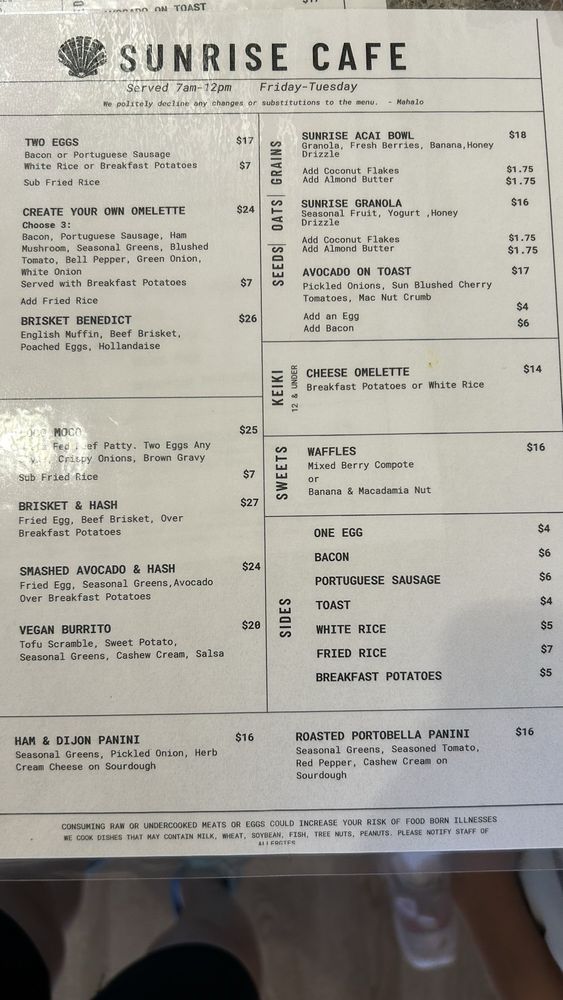 AVOCADO ON TOAST
$17
SUNRISE CAFE
Served 7am-12pm Friday-Tuesday
We politely decline any changes or substitutions to the menu. - Mahalo
TWO EGGS $17
Bacon or Portuguese Sausage
White Rice or Breakfast Potatoes $7
Sub Fried Rice
CREATE YOUR OWN OMELETTE $24
Choose 3:
Bacon, Portuguese Sausage, Ham
Mushroom, Seasonal Greens, Blushed
Tomato, Bell Pepper, Green Onion,
White Onion
Served with Breakfast Potatoes $7
Add Fried Rice
BRISKET BENEDICT $26
English Muffin, Beef Brisket,
Poached Eggs, Hollandaise
MOCO $25
Fed Beef Patty. Two Eggs Any
Crispy Onions, Brown Gravy
Sub Fried Rice $7
BRISKET & HASH $27
Fried Egg, Beef Brisket, Over
Breakfast Potatoes
SMASHED AVOCADO & HASH $24
Fried Egg, Seasonal Greens,Avocado
Over Breakfast Potatoes
VEGAN BURRITO $20
Tofu Scramble, Sweet Potato,
Seasonal Greens, Cashew Cream, Salsa
SEEDS| OATS| GRAINS
SUNRISE ACAI BOWL $18
Granola, Fresh Berries, Banana,Honey
Drizzle
Add Coconut Flakes $1.75
Add Almond Butter $1.75
SUNRISE GRANOLA $16
Seasonal Fruit, Yogurt ,Honey
Drizzle
Add Coconut Flakes $1.75
Add Almond Butter $1.75
AVOCADO ON TOAST $17
Pickled Onions, Sun Blushed Cherry
Tomatoes, Mac Nut Crumb
Add an Egg $4
Add Bacon $6
KEIKI
12 & UNDER
CHEESE OMELETTE $14
Breakfast Potatoes or White Rice
SWEETS
WAFFLES $16
Mixed Berry Compote
or
Banana & Macadamia Nut
SIDES
ONE EGG $4
BACON $6
PORTUGUESE SAUSAGE $6
TOAST $4
WHITE RICE $5
FRIED RICE $7
BREAKFAST POTATOES $5
HAM & DIJON PANINI $16
Seasonal Greens, Pickled Onion, Herb
Cream Cheese on Sourdough
ROASTED PORTOBELLA PANINI $16
Seasonal Greens, Seasoned Tomato,
Red Pepper, Cashew Cream on
Sourdough
CONSUMING RAW OR UNDERCOOKED MEATS OR EGGS COULD INCREASE YOUR RISK OF FOOD BORN ILLNESSES
WE COOK DISHES THAT MAY CONTAIN MILK, WHEAT, SOYBEAN, FISH, TREE NUTS, PEANUTS. PLEASE NOTIFY STAFF OF
ALLERGIES